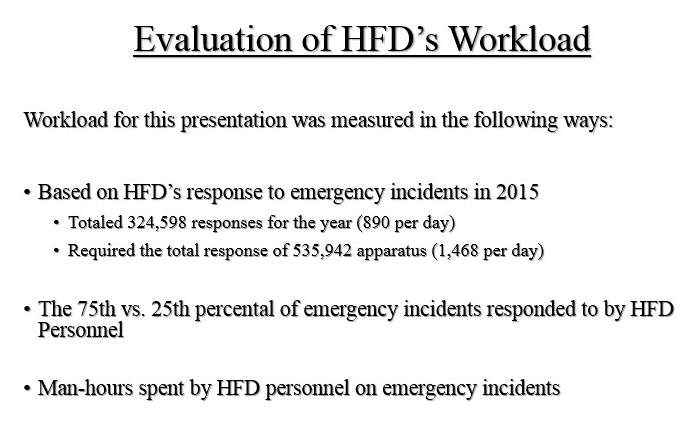 Evaluation of HFD’s Workload
Workload for this presentation was measured in the following ways:
• Based on HFD’s response to emergency incidents in 2015
• Totaled 324,598 responses for the year (890 per day)
• Required the total response of 535,942 apparatus (1,468 per day)
• The 75th vs. 25th percental of emergency incidents responded to by HFD
Personnel
• Man-hours spent by HFD personnel on emergency incidents